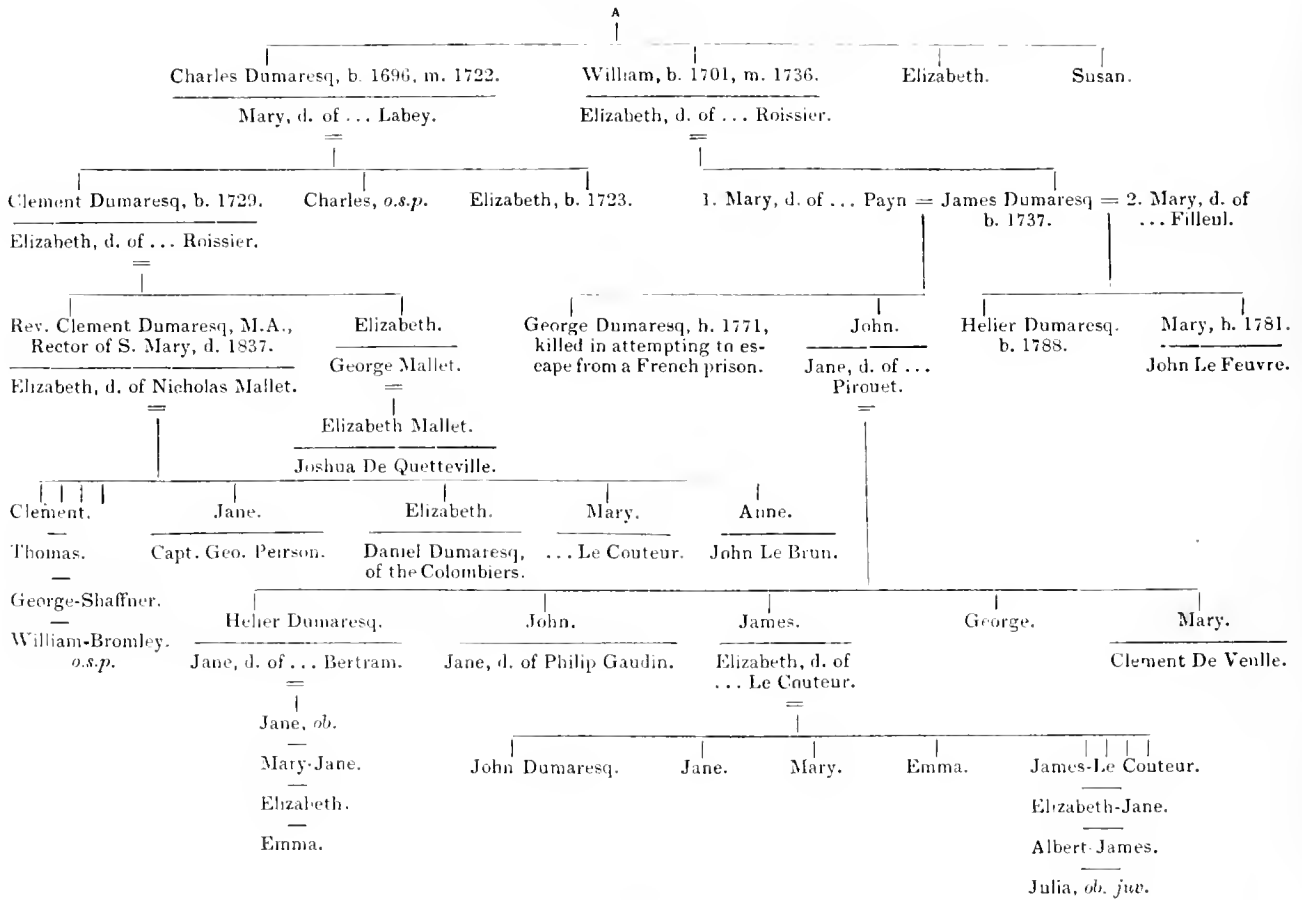 A
Charles Dumaresq, b. 1696, m. 1722.
William, b. 1701, m. 1736.
Elizabeth.
Susan.
Mary, d. of ... Labey.
Elizabeth, d. of ... Roissier.
=
=
Clement Dumaresq, b. 1729.
Charles, o.s.p.
Elizabeth, b. 1723.
1. Mary, d. of ... Payn = James Dumaresq = 2. Mary, d. of
b. 1737.
... Filleul.
Elizabeth, d. of ... Roissier.
=
Rev. Clement Dumaresq, M.A.,
Rector of S. Mary, d. 1837.
Elizabeth, d. of Nicholas Mallet.
=
Elizabeth.
George Mallet.
=
Elizabeth Mallet.
Joshua De Quetteville.
George Dumaresq, b. 1771,
killed in attempting to es-
cape from a French prison.
John.
Jane, d. of ...
Pirouet.
=
Helier Dumaresq.
b. 1788.
Mary, b. 1781.
John Le Feuvre.
Clement.
Thomas.
George-Shaffner.
William-Bromley.
o.s.p.
Jane.
Capt. Geo. Peirson.
Elizabeth.
Daniel Dumaresq,
of the Colombiers.
Mary.
... Le Couteur.
Anne.
John Le Brun.
Helier Dumaresq.
Jane, d. of ... Bertram.
=
Jane, ob.
Mary-Jane.
Elizabeth.
Emma.
John.
Jane, d. of Philip Gaudin.
James.
Elizabeth, d. of
... Le Couteur.
=
George.
Mary.
Clement De Veulle.
John Dumaresq.
Jane.
Mary.
Emma.
James-Le Couteur.
Elizabeth-Jane.
Albert-James.
Julia, ob. juv.